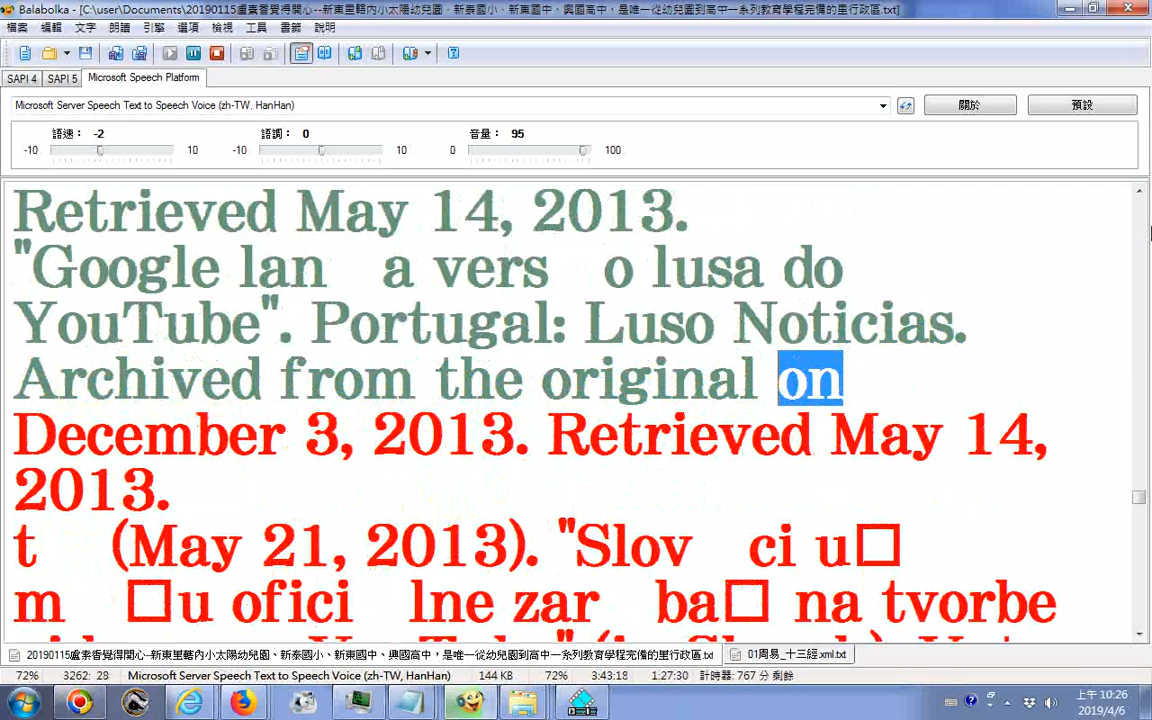 Balabolka - [C:\user\Documents\20190115盧素香覺得開心--新東里轄內小太陽幼兒園、新泰國小、新東國中、興國高中，是唯一從幼兒園到高中一系列教育學程完備的里行政區.txt]
檔案 編輯 文字 朗讀 引擎 選項 檢視 工具 書籤 說明
SAPI 4 SAPI 5 Microsoft Speech Platform
Microsoft Server Speech Text to Speech Voice (zh-TW, HanHan) 關於 預設
語速： -2 語調： 0 音量： 95
-10 10 -10 10 0 100
Retrieved May 14, 2013.
"Google lan a vers o lusa do
YouTube". Portugal: Luso Noticias.
Archived from the original on
December 3, 2013. Retrieved May 14,
2013.
t (May 21, 2013). "Slov ci u□
m □u ofici lne zar ba□ na tvorbe
20190115盧素香覺得開心--新東里轄內小太陽幼兒園、新泰國小、新東國中、興國高中，是唯一從幼兒園到高中一系列教育學程完備的里行政區.txt 01周易_十三經.xml.txt
72% 3262: 28 Microsoft Server Speech Text to Speech Voice (zh-TW, HanHan) 144 KB 72% 3:43:18 1:27:30 計時器: 767 分 剩餘
上午 10:26
2019/4/6